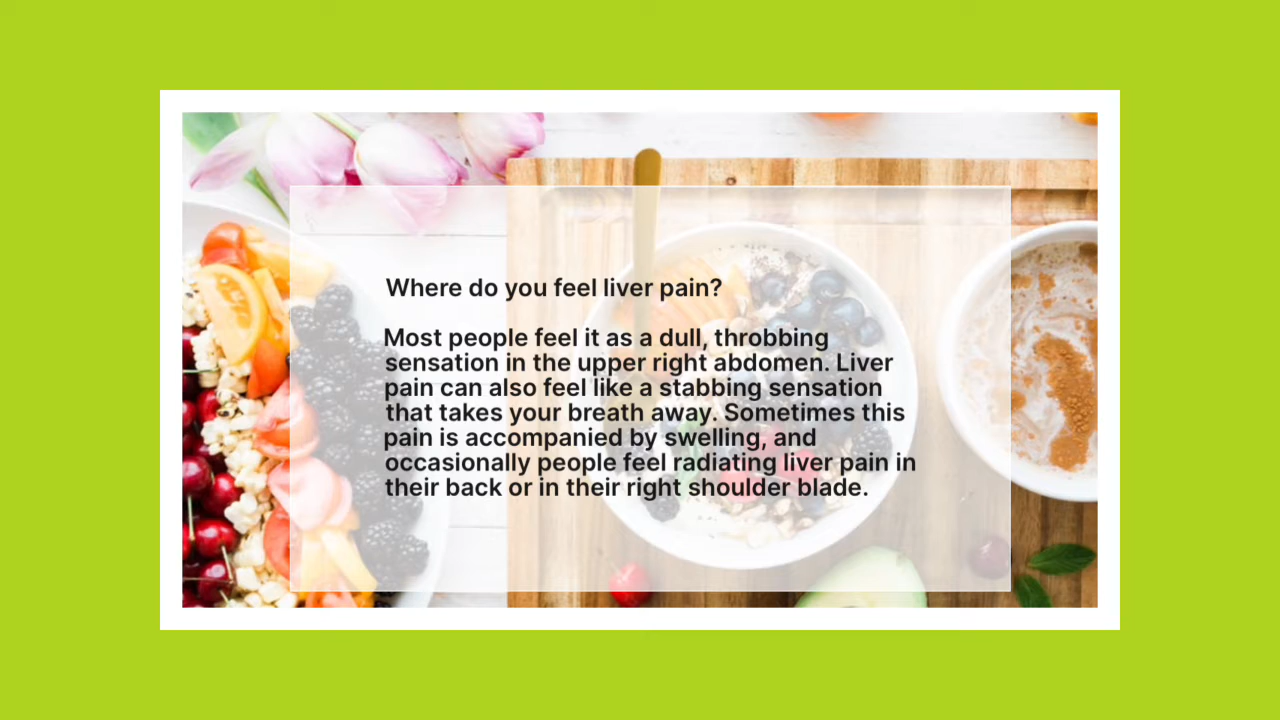 Where do you feel liver pain?
Most people feel it as a dull, throbbing
sensation in the upper right abdomen. Liver
pain can also feel like a stabbing sensation
that takes your breath away. Sometimes this
pain is accompanied by swelling, and
occasionally people feel radiating liver pain in
their back or in their right shoulder blade.